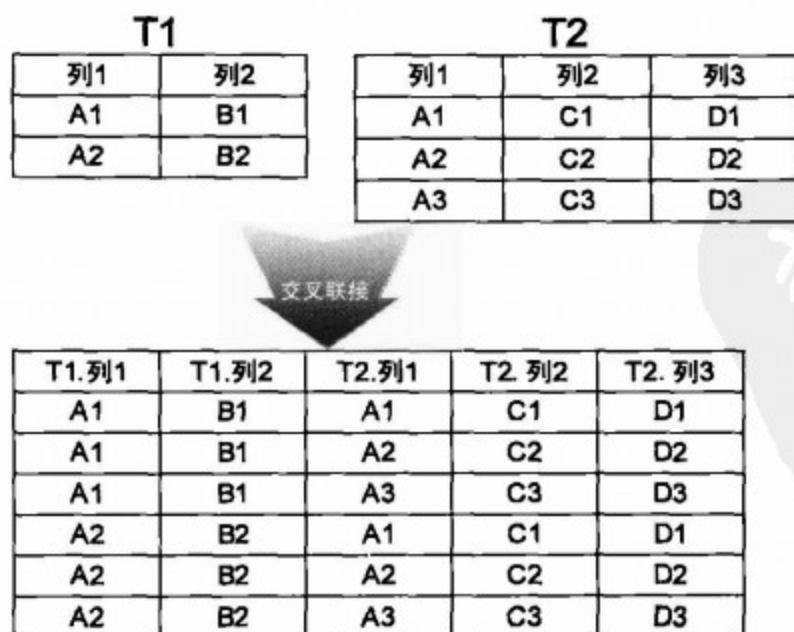 T1
列1 列2
A1 B1
A2 B2
T2
列1 列2 列3
A1 C1 D1
A2 C2 D2
A3 C3 D3
交叉联接
T1.列1 T1.列2 T2.列1 T2. 列2 T2. 列3
A1 B1 A1 C1 D1
A1 B1 A2 C2 D2
A1 B1 A3 C3 D3
A2 B2 A1 C1 D1
A2 B2 A2 C2 D2
A2 B2 A3 C3 D3